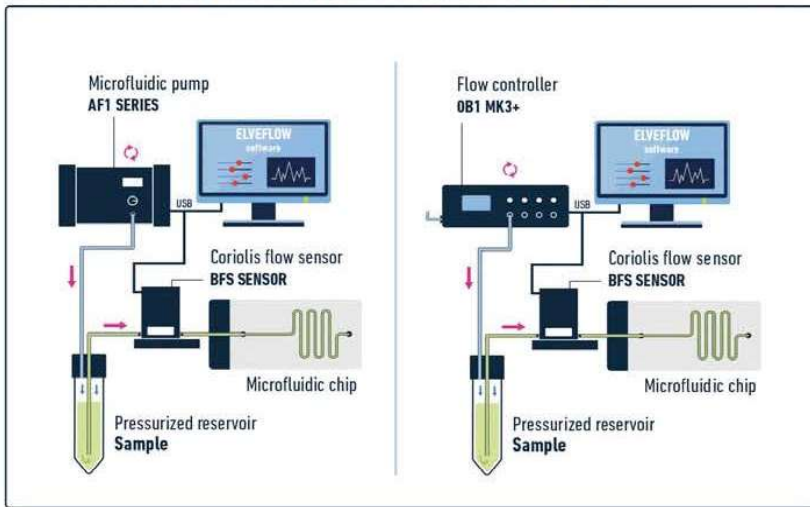 Microfluidic pump
AF1 SERIES
ELVEFLOW
software
USB
Coriolis flow sensor
BFS SENSOR
Microfluidic chip
Pressurized reservoir
Sample
Flow controller
OB1 MK3+
ELVEFLOW
software
USB
Coriolis flow sensor
BFS SENSOR
Microfluidic chip
Pressurized reservoir
Sample